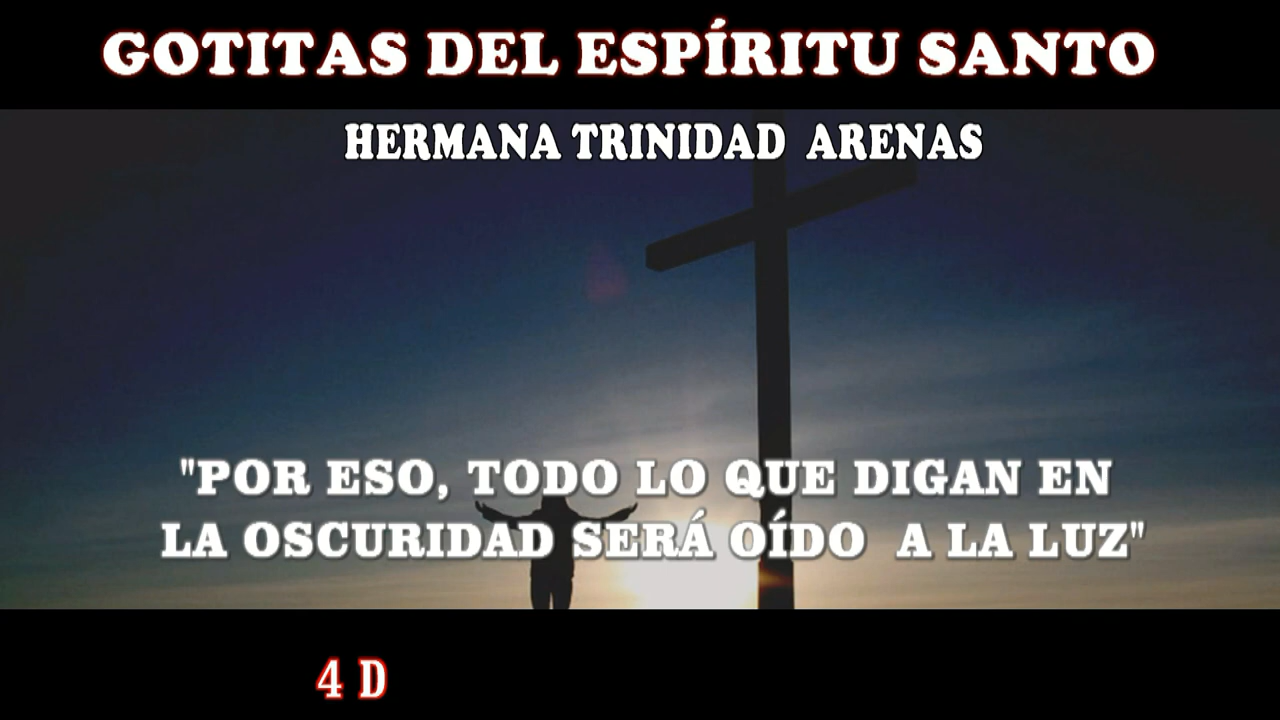 GOTITAS DEL ESPÍRITU SANTO
HERMANA TRINIDAD ARENAS
"POR ESO, TODO LO QUE DIGAN EN
LA OSCURIDAD SERÁ OÍDO A LA LUZ"
4 D